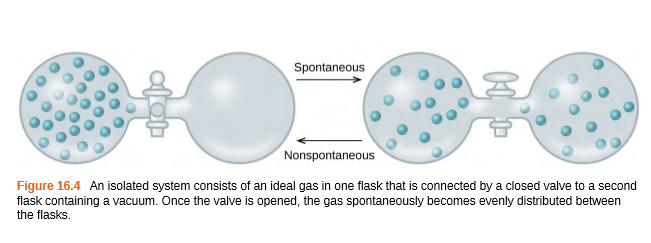 Spontaneous
Nonspontaneous
Figure 16.4 An isolated system consists of an ideal gas in one flask that is connected by a closed valve to a second
flask containing a vacuum. Once the valve is opened, the gas spontaneously becomes evenly distributed between
the flasks.